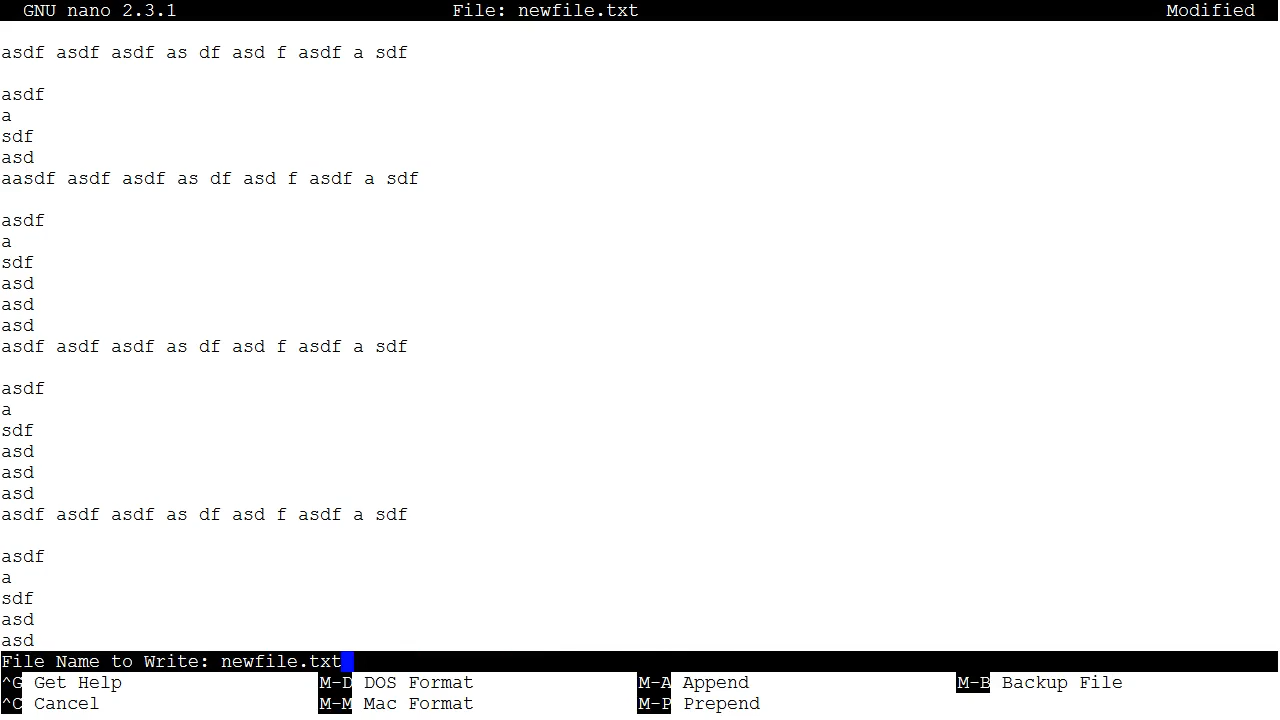 GNU nano 2.3.1 File: newfile.txt Modified
asdf asdf asdf as df asd f asdf a sdf
asdf
a
sdf
asd
aasdf asdf asdf as df asd f asdf a sdf
asdf
a
sdf
asd
asd
asd
asdf asdf asdf as df asd f asdf a sdf
asdf
a
sdf
asd
asd
asd
asdf asdf asdf as df asd f asdf a sdf
asdf
a
sdf
asd
asd
File Name to Write: newfile.txt
^G Get Help M-D DOS Format M-A Append M-B Backup File
^C Cancel M-M Mac Format M-P Prepend